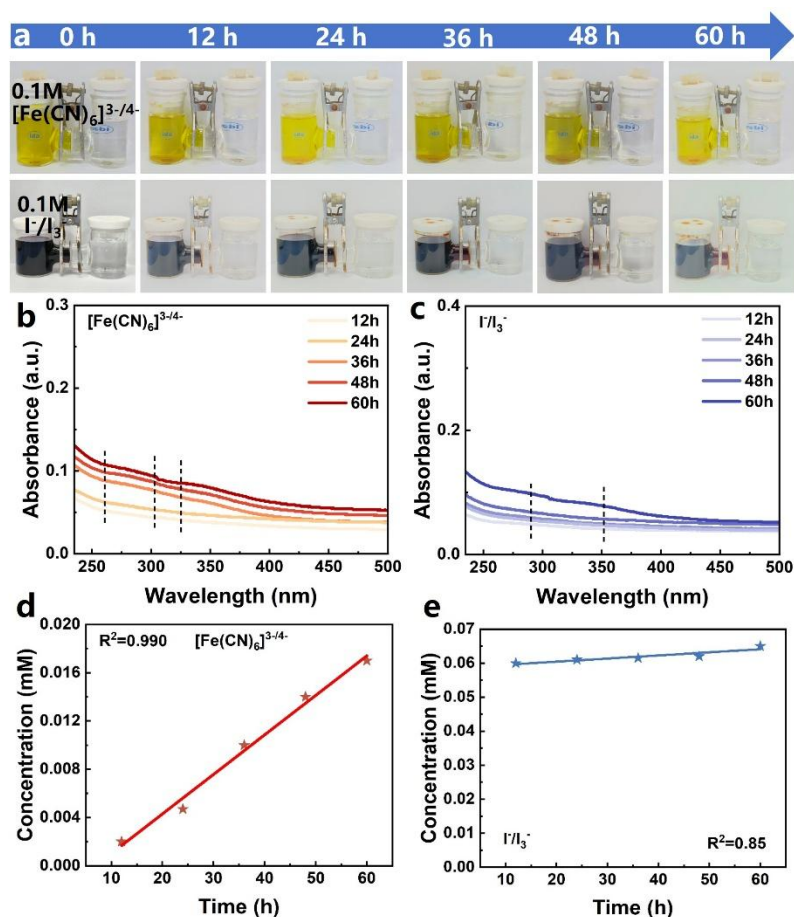 a 0 h 12 h 24 h 36 h 48 h 60 h
0.1M
[Fe(CN)₆]³⁻/⁴⁻
0.1M
I⁻/I₃⁻
b
[Fe(CN)₆]³⁻/⁴⁻
12h
24h
36h
48h
60h
0.3
0.2
0.1
0.0
Absorbance (a.u.)
250 300 350 400 450 500
Wavelength (nm)
c
I⁻/I₃⁻
12h
24h
36h
48h
60h
0.4
0.2
0.0
Absorbance (a.u.)
250 300 350 400 450 500
Wavelength (nm)
d
R²=0.990 [Fe(CN)₆]³⁻/⁴⁻
0.020
0.016
0.012
0.008
0.004
0.000
Concentration (mM)
10 20 30 40 50 60
Time (h)
e
0.07
0.06
0.05
0.04
0.03
0.02
0.01
0.00
Concentration (mM)
I⁻/I₃⁻ R²=0.85
10 20 30 40 50 60
Time (h)